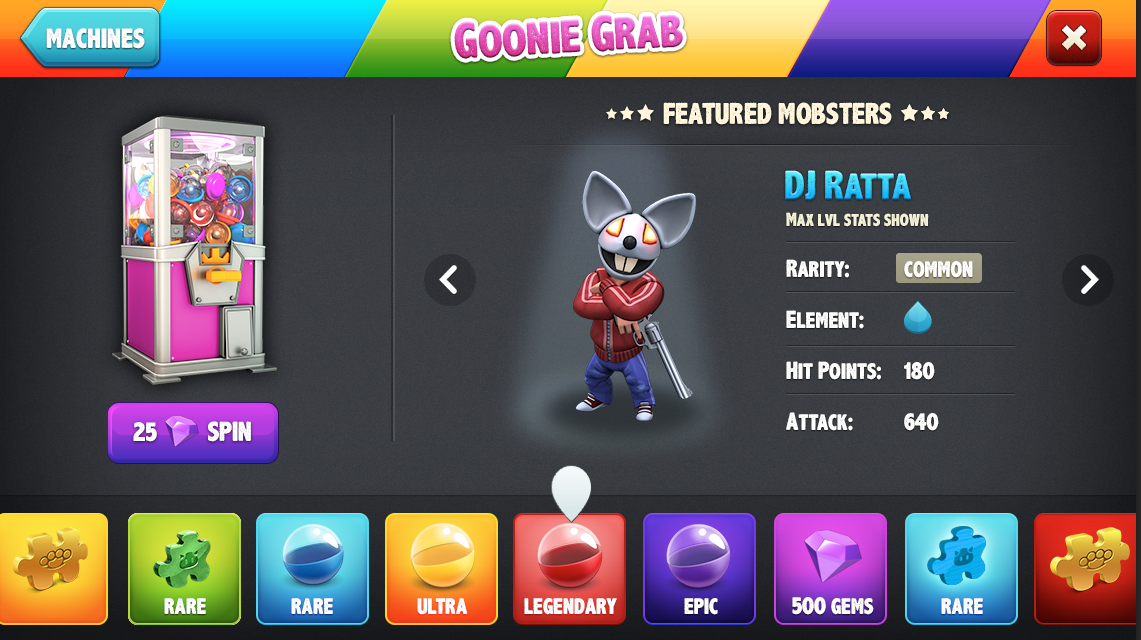 MACHINES
GOONIE GRAB
FEATURED MOBSTERS
DJ RATTA
MAX LVL STATS SHOWN
RARITY: COMMON
ELEMENT:
HIT POINTS: 180
ATTACK: 640
25 SPIN
RARE
RARE
ULTRA
LEGENDARY
EPIC
500 GEMS
RARE